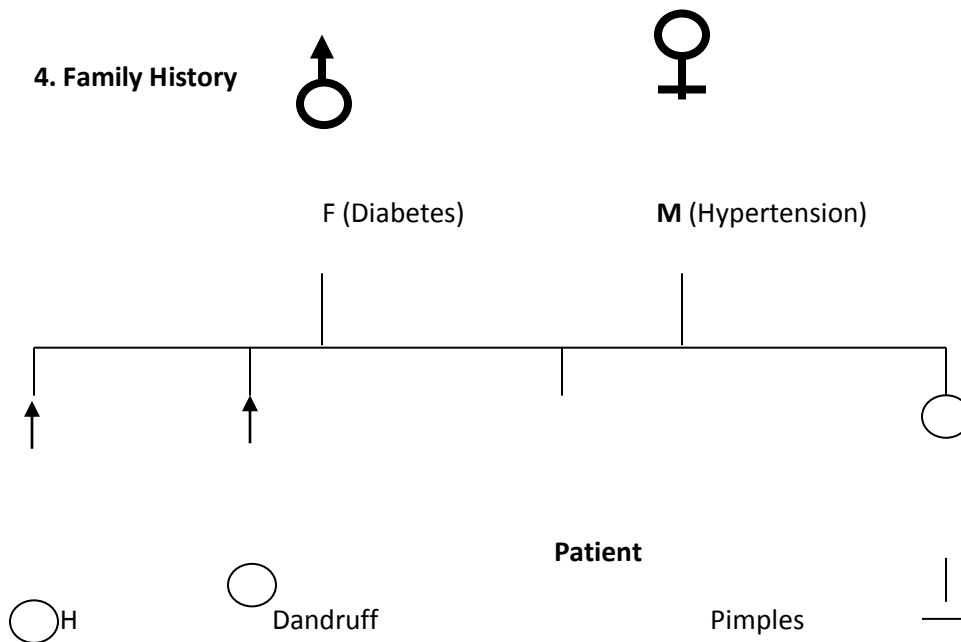 4. Family History
F (Diabetes) M (Hypertension)
Patient
H Dandruff Pimples